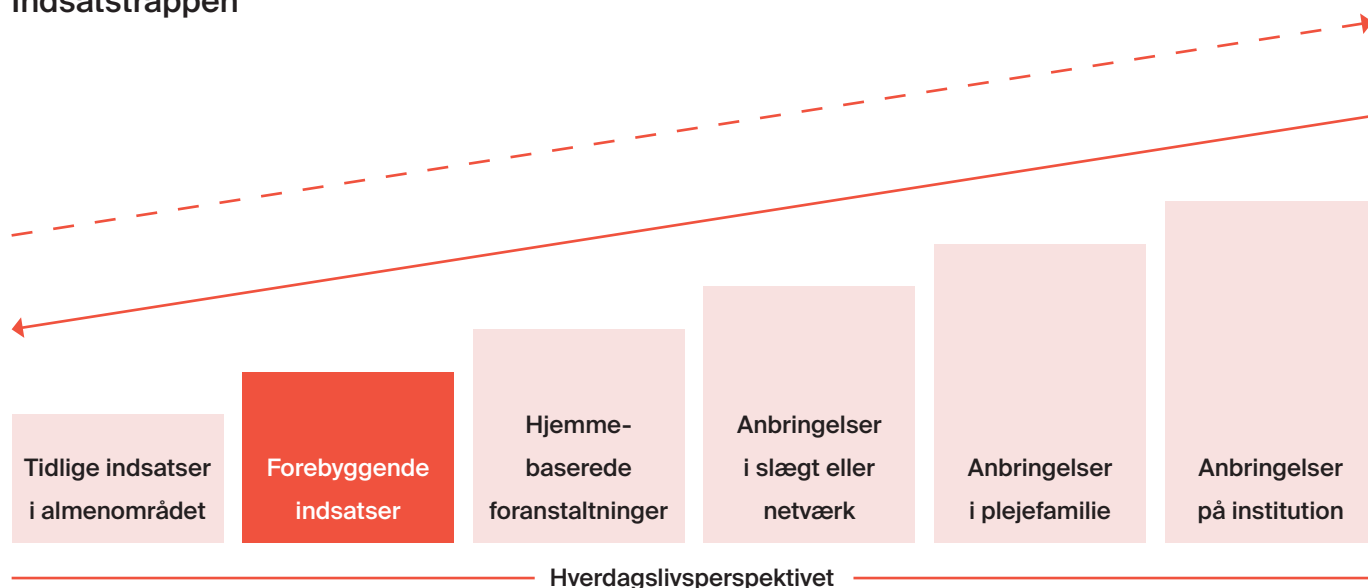 Indsatstrappen
Tidlige indsatser
i almenområdet
Forebyggende
indsatser
Hjemme-
baserede
foranstaltninger
Anbringelser
i slægt eller
netværk
Anbringelser
i plejefamilie
Anbringelser
på institution
Hverdagslivsperspektivet